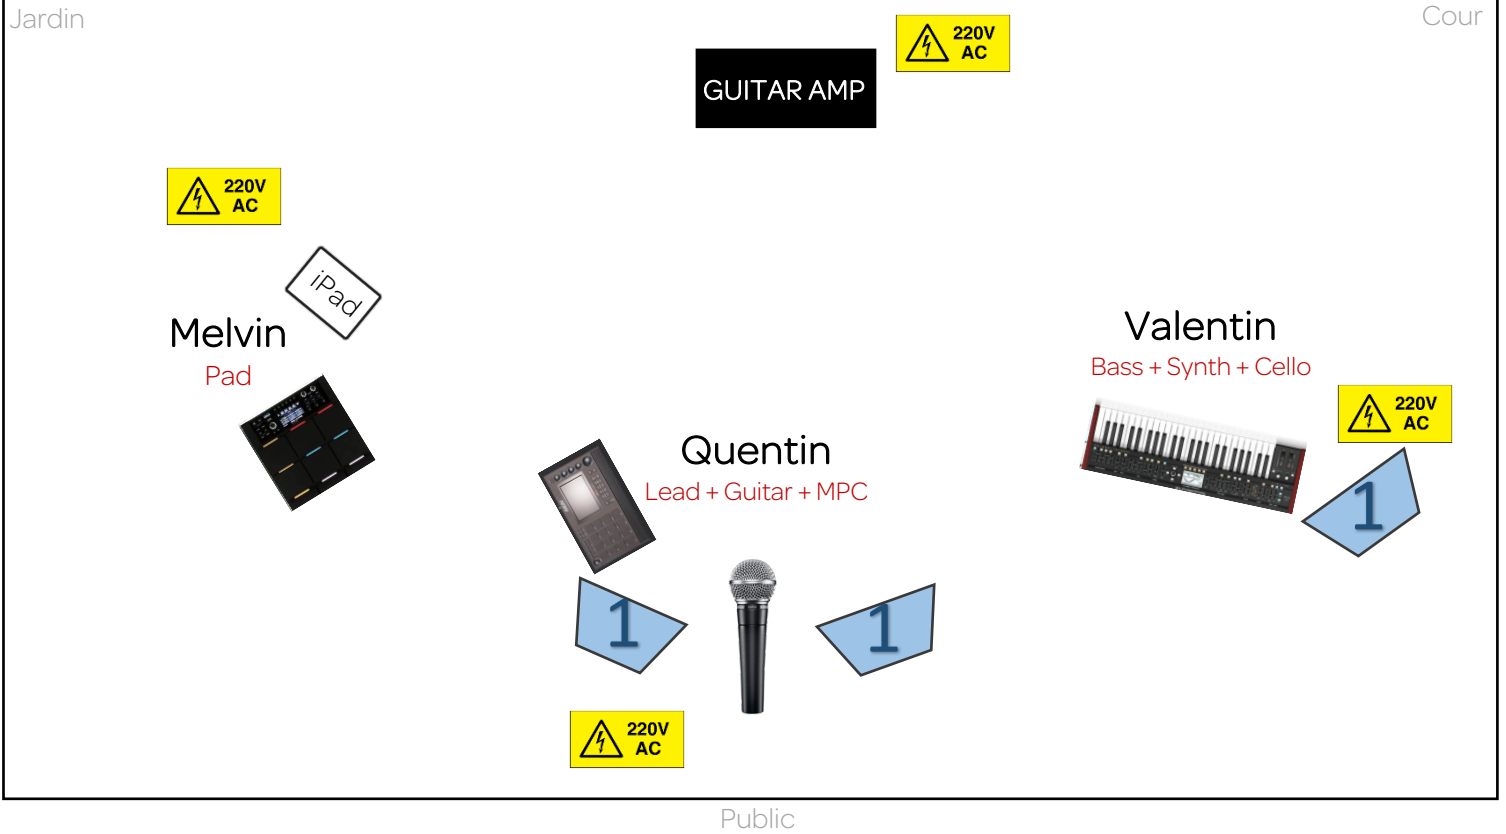 Jardin
Cour
220V
AC
GUITAR AMP
220V
AC
iPad
Melvin
Pad
Valentin
Bass + Synth + Cello
220V
AC
Quentin
Lead + Guitar + MPC
1
1
1
220V
AC
Public